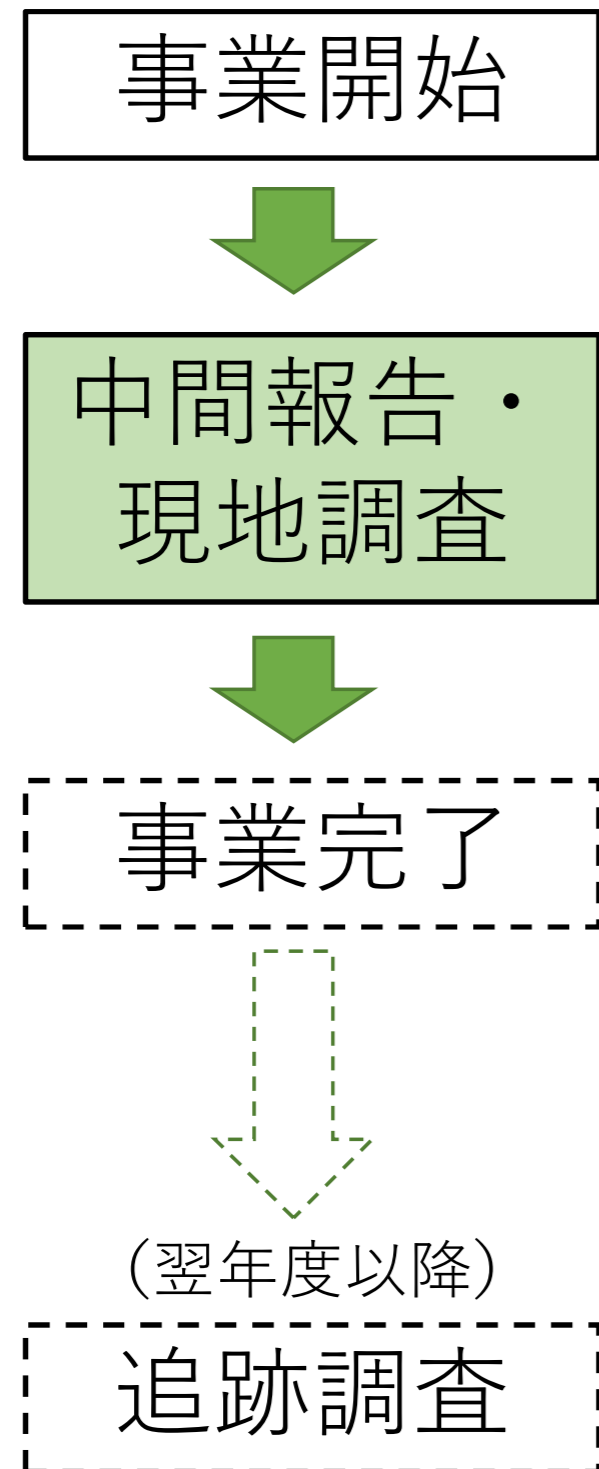 事業開始
中間報告・
現地調査
事業完了
（翌年度以降）
追跡調査